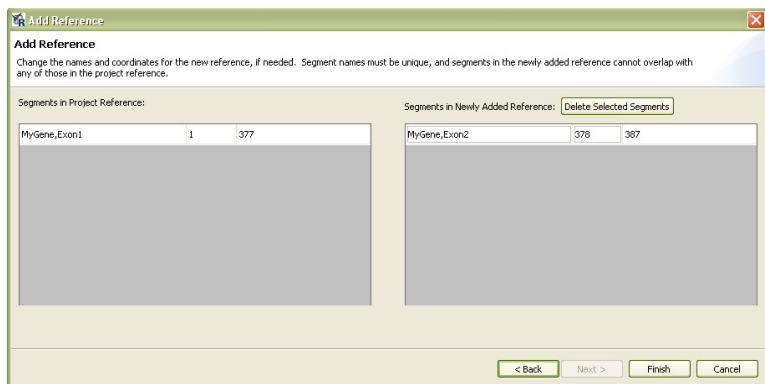 Add Reference
Add Reference
Change the names and coordinates for the new reference, if needed. Segment names must be unique, and segments in the newly added reference cannot overlap with
any of those in the project reference.
Segments in Project Reference:
MyGene,Exon1 1 377
Segments in Newly Added Reference: Delete Selected Segments
MyGene,Exon2 378 387
< Back Next > Finish Cancel